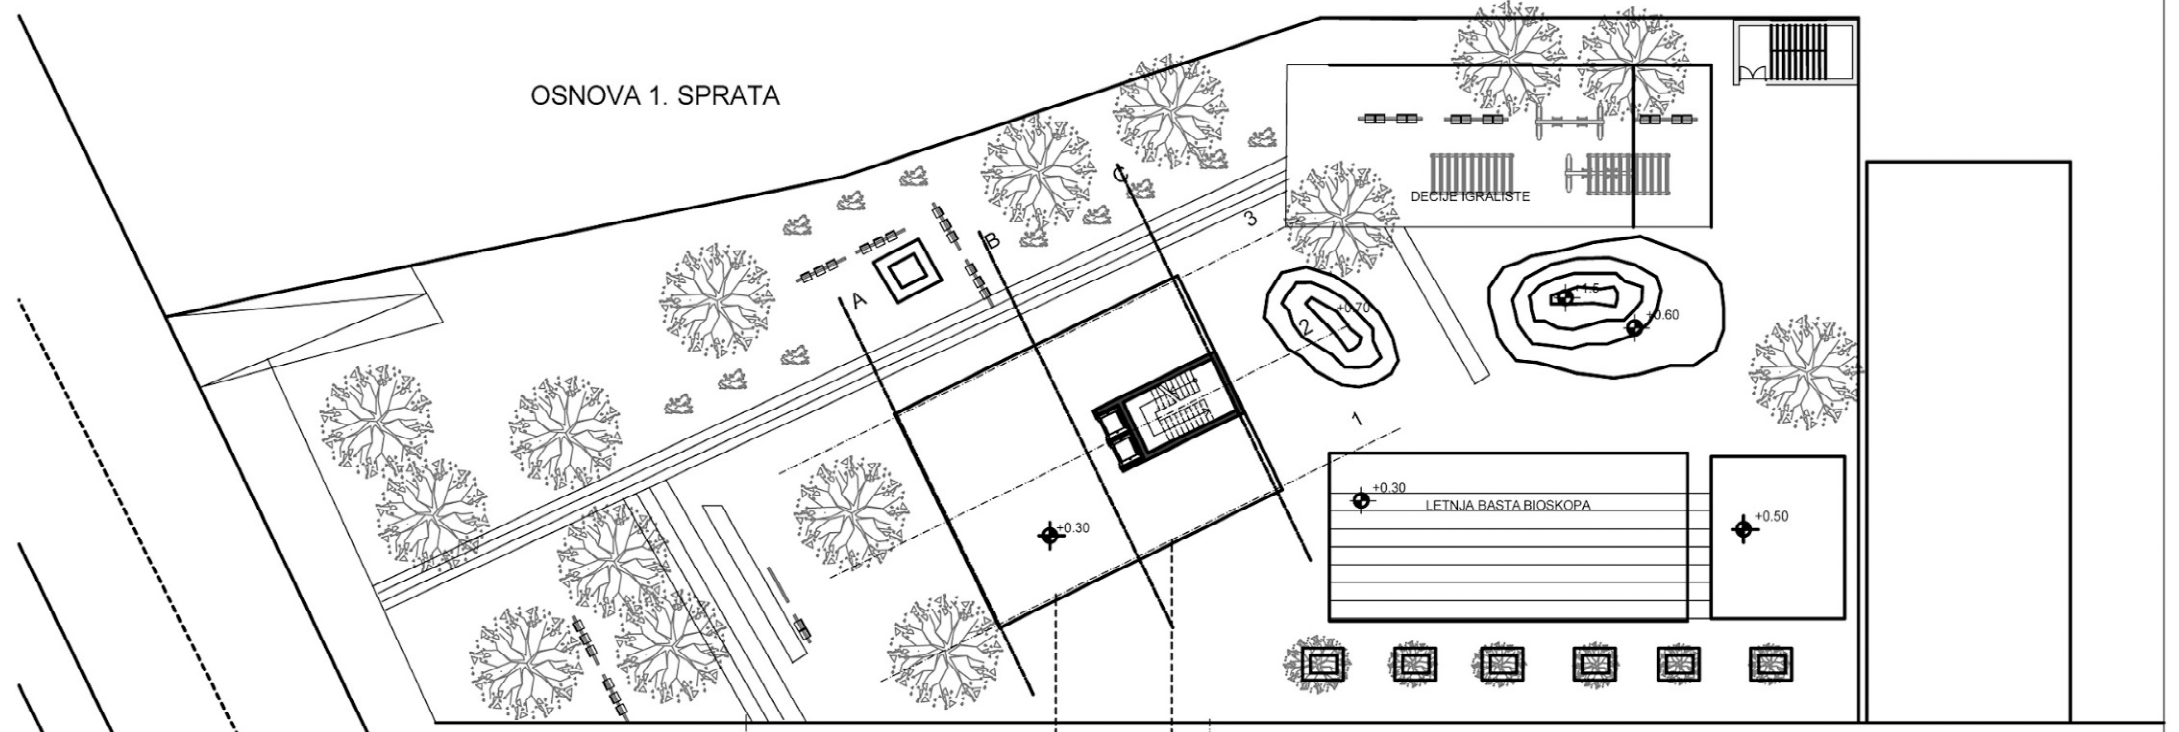 OSNOVA 1. SPRATA
DECIJE IGRALISTE
C
3
B
A
+1.5
+0.70
+0.60
2
1
+0.30
LETNJA BASTA BIOSKOPA
+0.50
+0.30